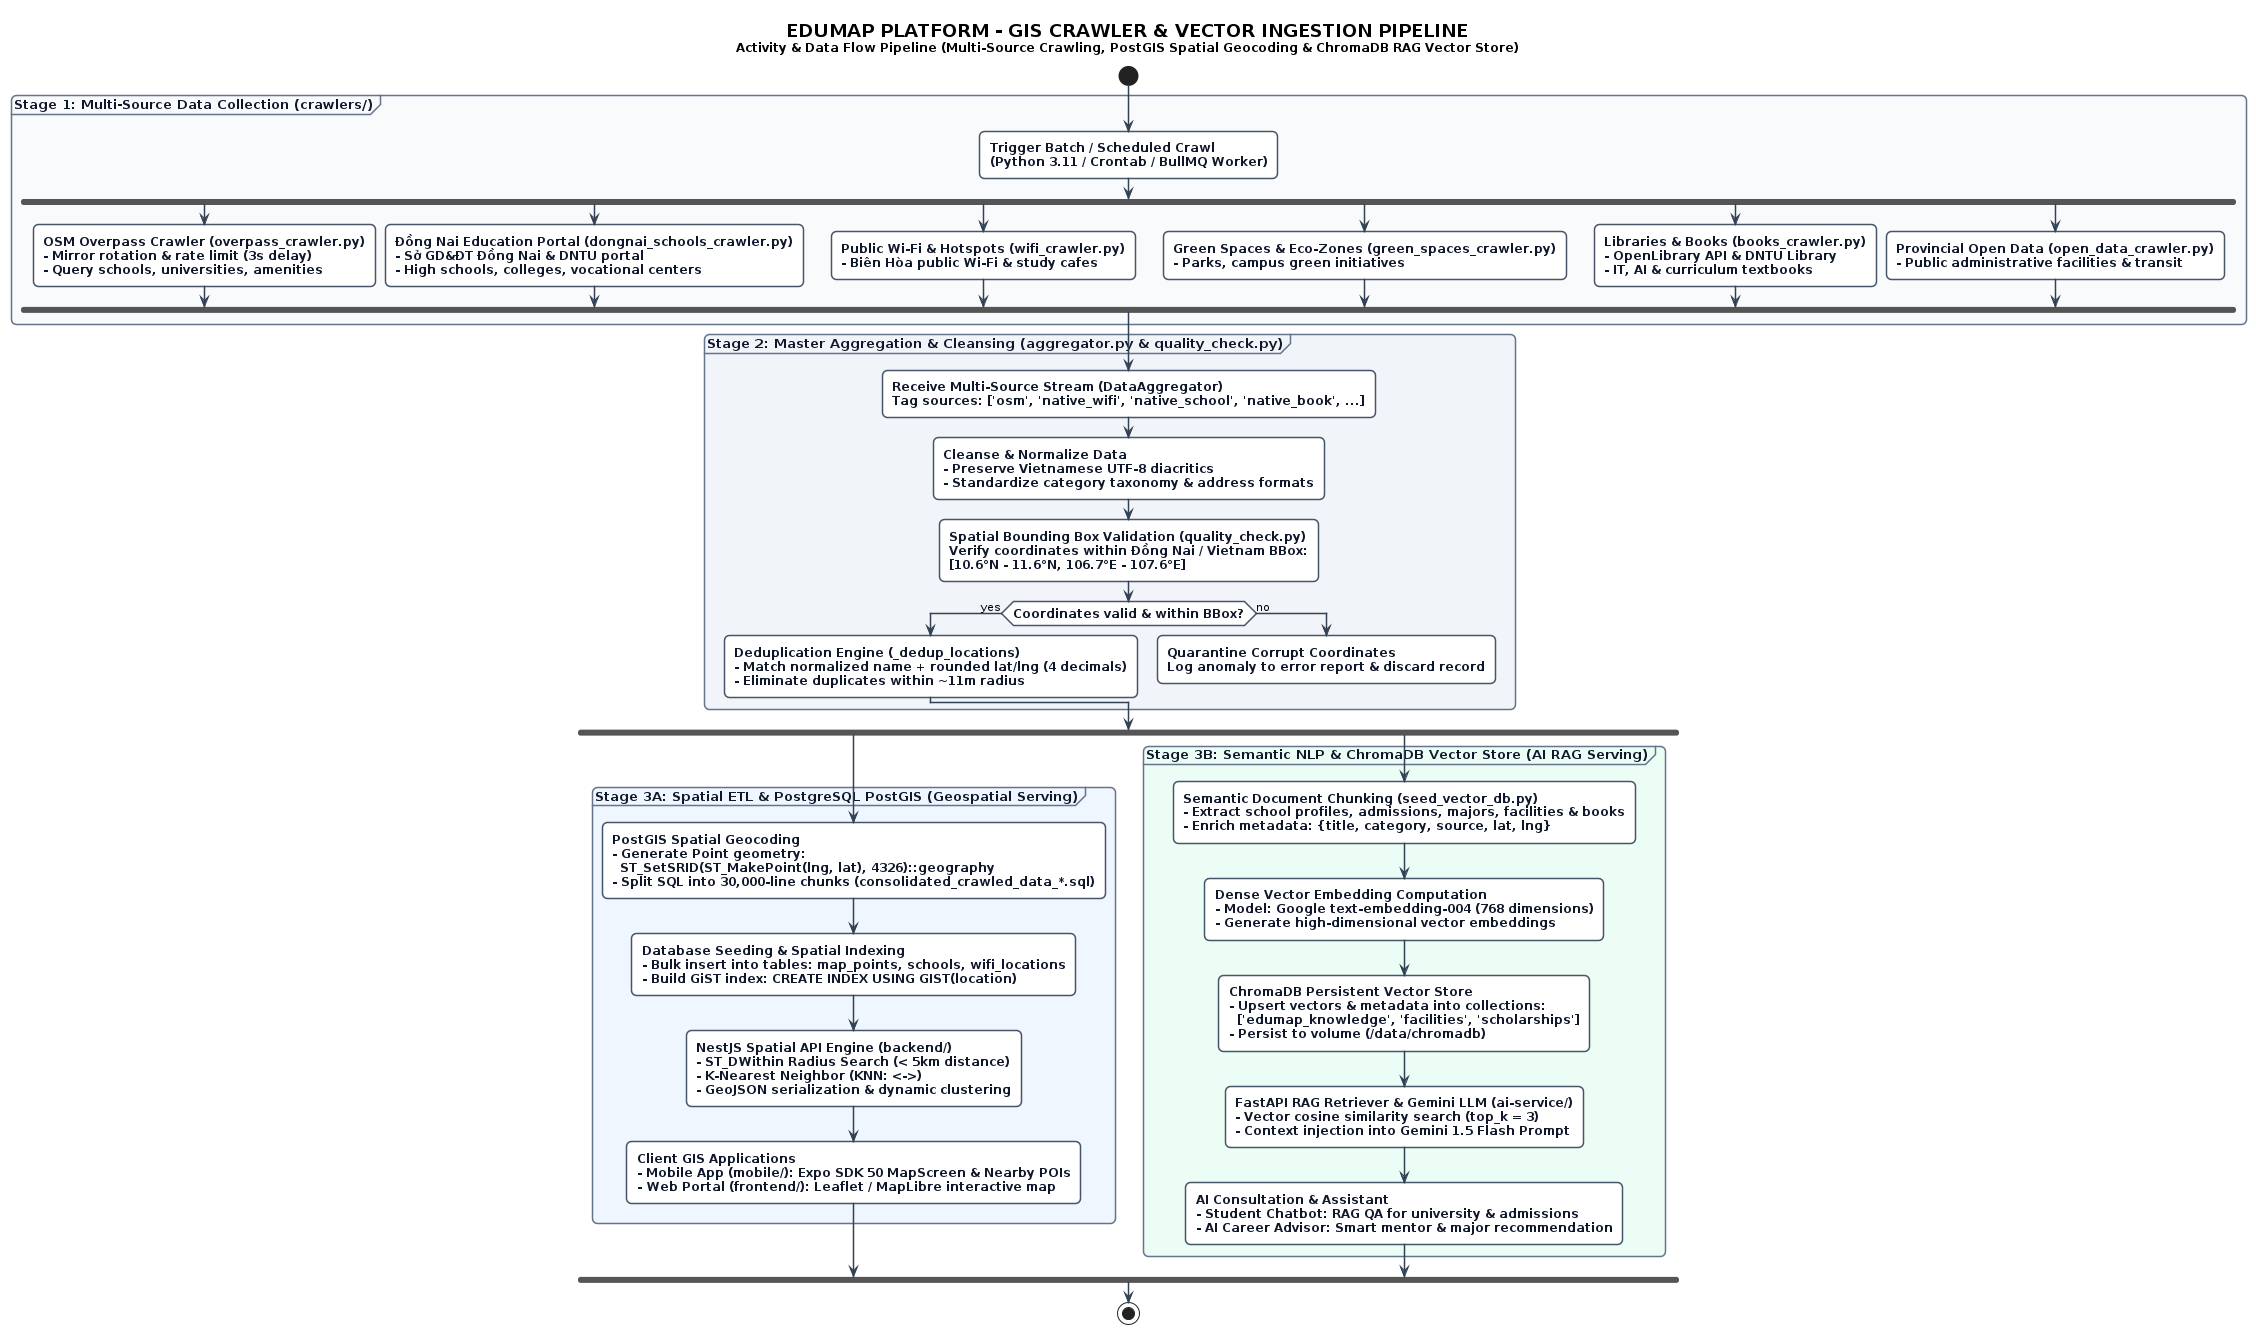 EDUMAP PLATFORM - GIS CRAWLER & VECTOR INGESTION PIPELINE
Activity & Data Flow Pipeline (Multi-Source Crawling, PostGIS Spatial Geocoding & ChromaDB RAG Vector Store)
Stage 1: Multi-Source Data Collection (crawlers/)
Trigger Batch / Scheduled Crawl
(Python 3.11 / Crontab / BullMQ Worker)
OSM Overpass Crawler (overpass_crawler.py)
- Mirror rotation & rate limit (3s delay)
- Query schools, universities, amenities
Đồng Nai Education Portal (dongnai_schools_crawler.py)
- Sở GD&ĐT Đồng Nai & DNTU portal
- High schools, colleges, vocational centers
Public Wi-Fi & Hotspots (wifi_crawler.py)
- Biên Hòa public Wi-Fi & study cafes
Green Spaces & Eco-Zones (green_spaces_crawler.py)
- Parks, campus green initiatives
Libraries & Books (books_crawler.py)
- OpenLibrary API & DNTU Library
- IT, AI & curriculum textbooks
Provincial Open Data (open_data_crawler.py)
- Public administrative facilities & transit
Stage 2: Master Aggregation & Cleansing (aggregator.py & quality_check.py)
Receive Multi-Source Stream (DataAggregator)
Tag sources: ['osm', 'native_wifi', 'native_school', 'native_book', ...]
Cleanse & Normalize Data
- Preserve Vietnamese UTF-8 diacritics
- Standardize category taxonomy & address formats
Spatial Bounding Box Validation (quality_check.py)
Verify coordinates within Đồng Nai / Vietnam BBox:
[10.6°N - 11.6°N, 106.7°E - 107.6°E]
yes
Coordinates valid & within BBox?
no
Deduplication Engine (_dedup_locations)
- Match normalized name + rounded lat/lng (4 decimals)
- Eliminate duplicates within ~11m radius
Quarantine Corrupt Coordinates
Log anomaly to error report & discard record
Stage 3A: Spatial ETL & PostgreSQL PostGIS (Geospatial Serving)
PostGIS Spatial Geocoding
- Generate Point geometry:
ST_SetSRID(ST_MakePoint(lng, lat), 4326)::geography
- Split SQL into 30,000-line chunks (consolidated_crawled_data_*.sql)
Database Seeding & Spatial Indexing
- Bulk insert into tables: map_points, schools, wifi_locations
- Build GiST index: CREATE INDEX USING GIST(location)
NestJS Spatial API Engine (backend/)
- ST_DWithin Radius Search (< 5km distance)
- K-Nearest Neighbor (KNN: <->)
- GeoJSON serialization & dynamic clustering
Client GIS Applications
- Mobile App (mobile/): Expo SDK 50 MapScreen & Nearby POIs
- Web Portal (frontend/): Leaflet / MapLibre interactive map
Stage 3B: Semantic NLP & ChromaDB Vector Store (AI RAG Serving)
Semantic Document Chunking (seed_vector_db.py)
- Extract school profiles, admissions, majors, facilities & books
- Enrich metadata: {title, category, source, lat, lng}
Dense Vector Embedding Computation
- Model: Google text-embedding-004 (768 dimensions)
- Generate high-dimensional vector embeddings
ChromaDB Persistent Vector Store
- Upsert vectors & metadata into collections:
['edumap_knowledge', 'facilities', 'scholarships']
- Persist to volume (/data/chromadb)
FastAPI RAG Retriever & Gemini LLM (ai-service/)
- Vector cosine similarity search (top_k = 3)
- Context injection into Gemini 1.5 Flash Prompt
AI Consultation & Assistant
- Student Chatbot: RAG QA for university & admissions
- AI Career Advisor: Smart mentor & major recommendation